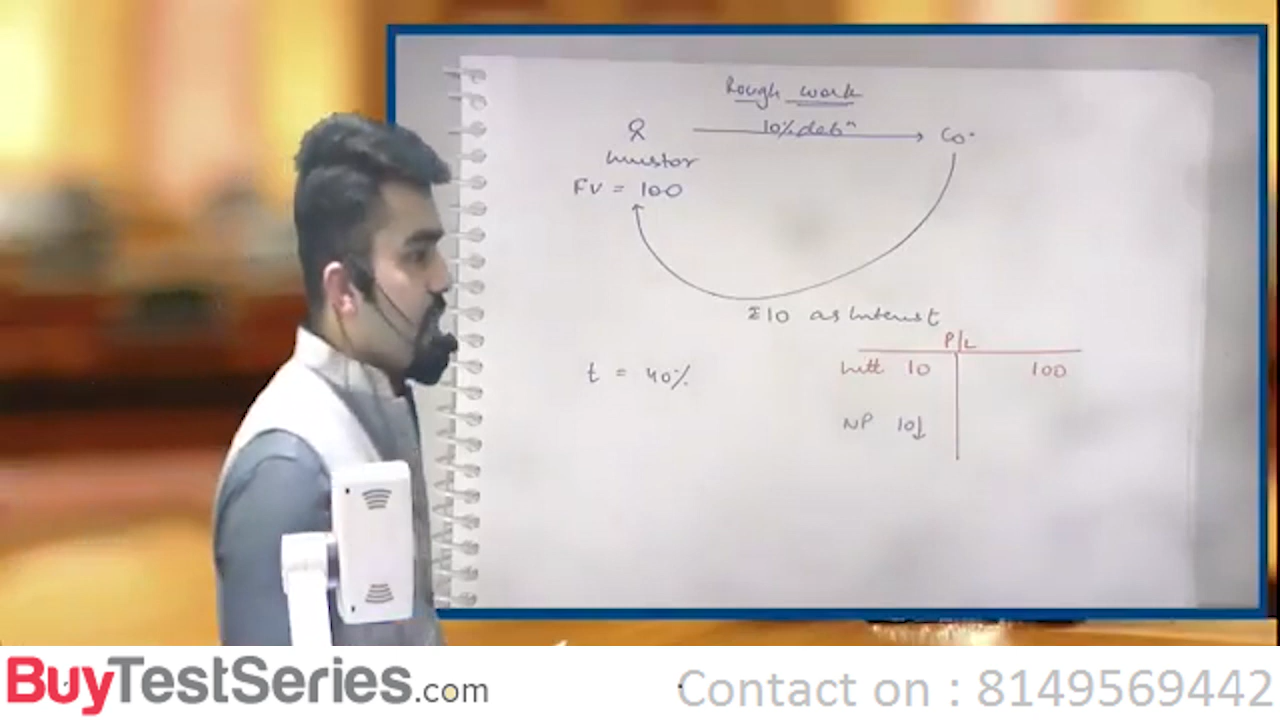 Rough work
10% debⁿ
Co.
Investor
FV = 100
₹10 as Interest
P/L
t = 40%
Intt 10
100
NP 10↓
BuyTestSeries.com
Contact on : 8149569442